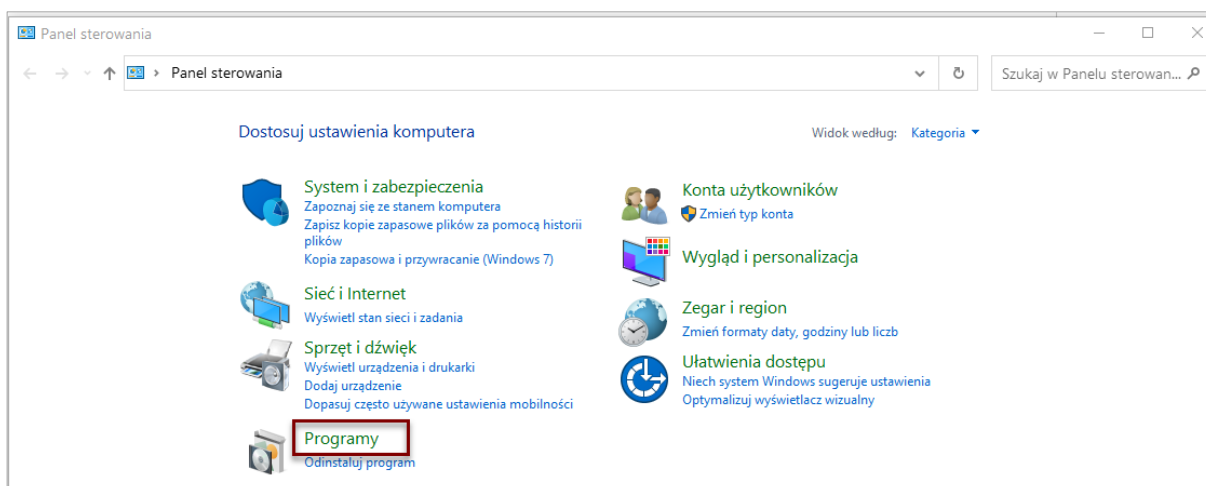 Panel sterowania
Panel sterowania
Szukaj w Panelu sterowan...
Dostosuj ustawienia komputera
Widok według: Kategoria
System i zabezpieczenia
Zapoznaj się ze stanem komputera
Zapisz kopie zapasowe plików za pomocą historii
plików
Kopia zapasowa i przywracanie (Windows 7)
Sieć i Internet
Wyświetl stan sieci i zadania
Sprzęt i dźwięk
Wyświetl urządzenia i drukarki
Dodaj urządzenie
Dopasuj często używane ustawienia mobilności
Programy
Odinstaluj program
Konta użytkowników
Zmień typ konta
Wygląd i personalizacja
Zegar i region
Zmień formaty daty, godziny lub liczb
Ułatwienia dostępu
Niech system Windows sugeruje ustawienia
Optymalizuj wyświetlacz wizualny